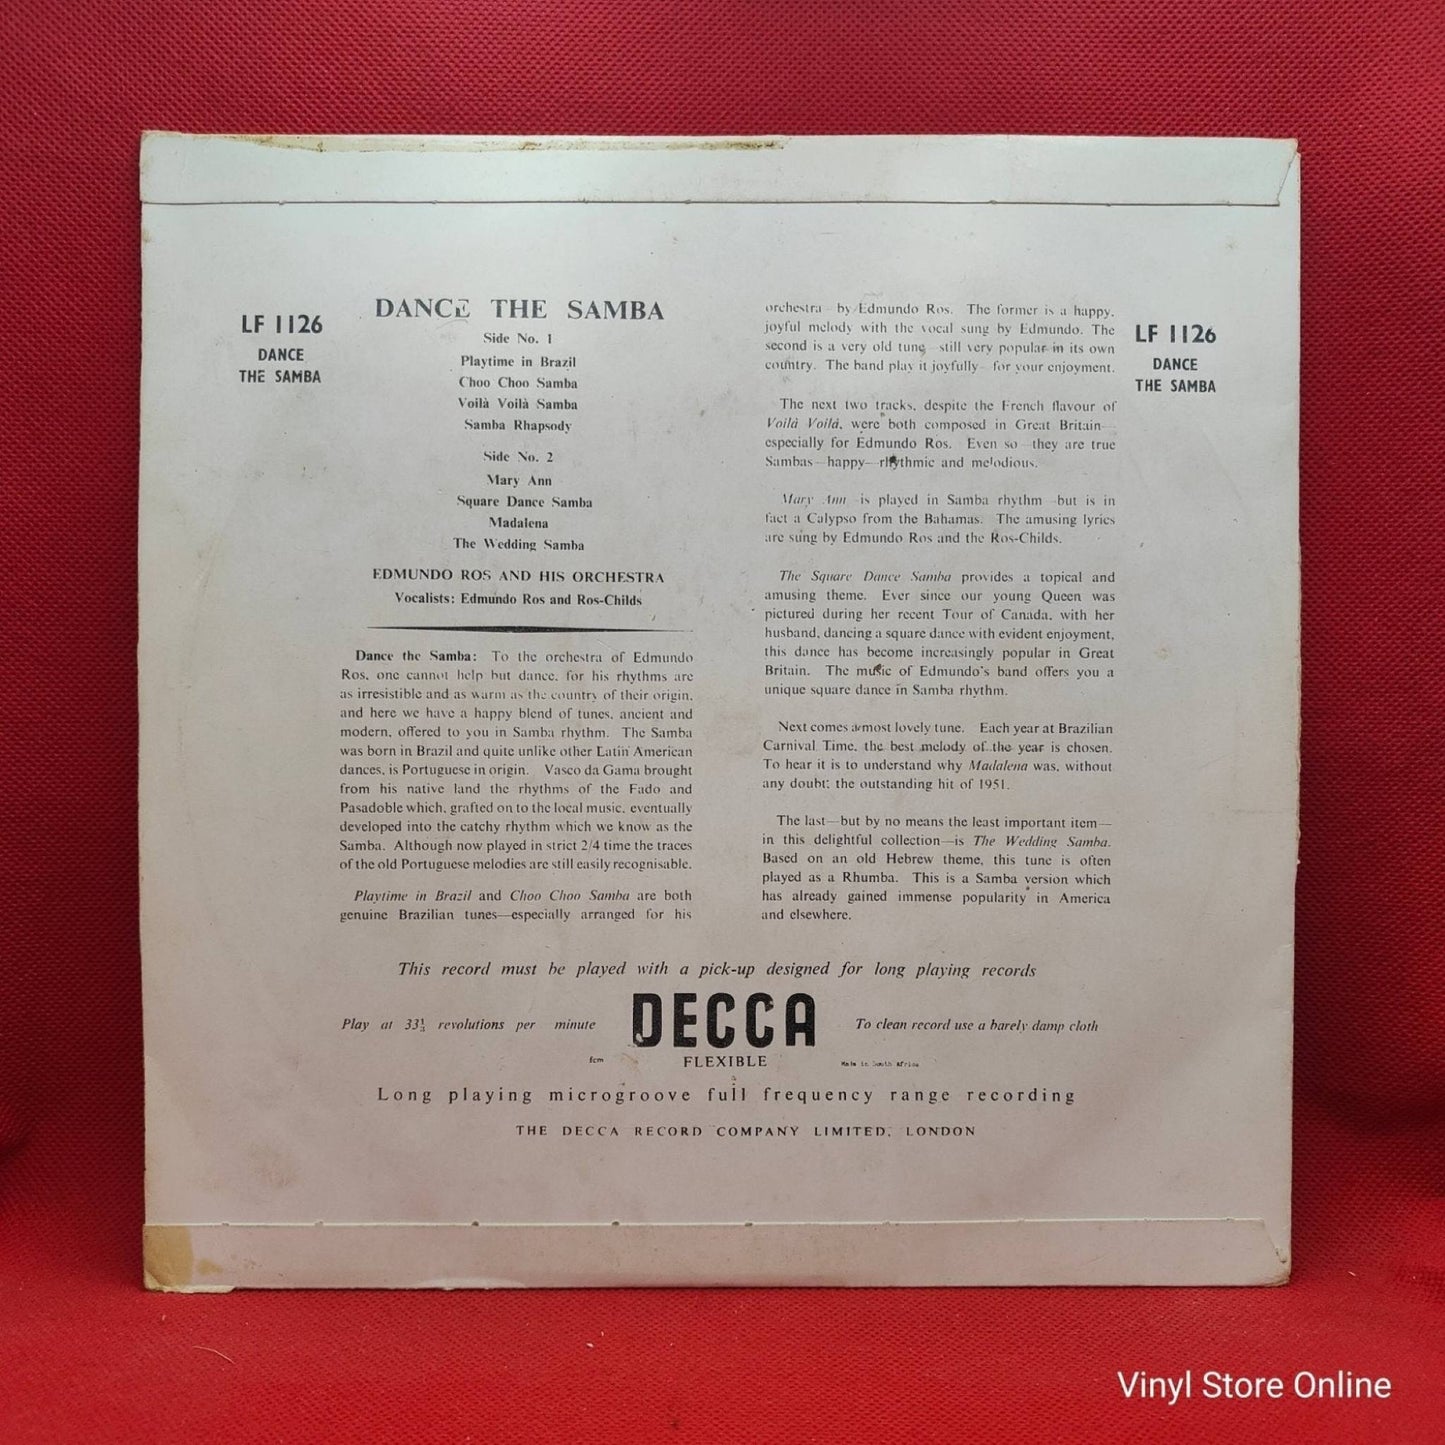 LF 1126
DANCE
THE SAMBA
DANCE THE SAMBA
Side No. 1
Playtime in Brazil
Choo Choo Samba
Voilà Voilà Samba
Samba Rhapsody
Side No. 2
Mary Ann
Square Dance Samba
Madalena
The Wedding Samba
EDMUNDO ROS AND HIS ORCHESTRA
Vocalists: Edmundo Ros and Ros-Childs
Dance the Samba: To the orchestra of Edmundo
Ros, one cannot help but dance, for his rhythms are
as irresistible and as warm as the country of their origin,
and here we have a happy blend of tunes, ancient and
modern, offered to you in Samba rhythm. The Samba
was born in Brazil and quite unlike other Latin American
dances, is Portuguese in origin. Vasco da Gama brought
from his native land the rhythms of the Fado and
Pasadoble which, grafted on to the local music, eventually
developed into the catchy rhythm which we know as the
Samba. Although now played in strict 2/4 time the traces
of the old Portuguese melodies are still easily recognisable.
Playtime in Brazil and Choo Choo Samba are both
genuine Brazilian tunes—especially arranged for his
orchestra by Edmundo Ros. The former is a happy,
joyful melody with the vocal sung by Edmundo. The
second is a very old tune still very popular in its own
country. The band play it joyfully for your enjoyment.
The next two tracks, despite the French flavour of
Voilà Voilà, were both composed in Great Britain—
especially for Edmundo Ros. Even so—they are true
Sambas—happy—rhythmic and melodious.
Mary Ann is played in Samba rhythm but is in
fact a Calypso from the Bahamas. The amusing lyrics
are sung by Edmundo Ros and the Ros-Childs.
The Square Dance Samba provides a topical and
amusing theme. Ever since our young Queen was
pictured during her recent Tour of Canada, with her
husband, dancing a square dance with evident enjoyment,
this dance has become increasingly popular in Great
Britain. The music of Edmundo's band offers you a
unique square dance in Samba rhythm.
Next comes a most lovely tune. Each year at Brazilian
Carnival Time, the best melody of the year is chosen.
To hear it is to understand why Madalena was, without
any doubt, the outstanding hit of 1951.
The last—but by no means the least important item—
in this delightful collection—is The Wedding Samba.
Based on an old Hebrew theme, this tune is often
played as a Rhumba. This is a Samba version which
has already gained immense popularity in America
and elsewhere.
LF 1126
DANCE
THE SAMBA
This record must be played with a pick-up designed for long playing records
Play at 33⅓ revolutions per minute
DECCA
To clean record use a barely damp cloth
fcm
FLEXIBLE
Made in South Africa
Long playing microgroove full frequency range recording
THE DECCA RECORD COMPANY LIMITED, LONDON
Vinyl Store Online